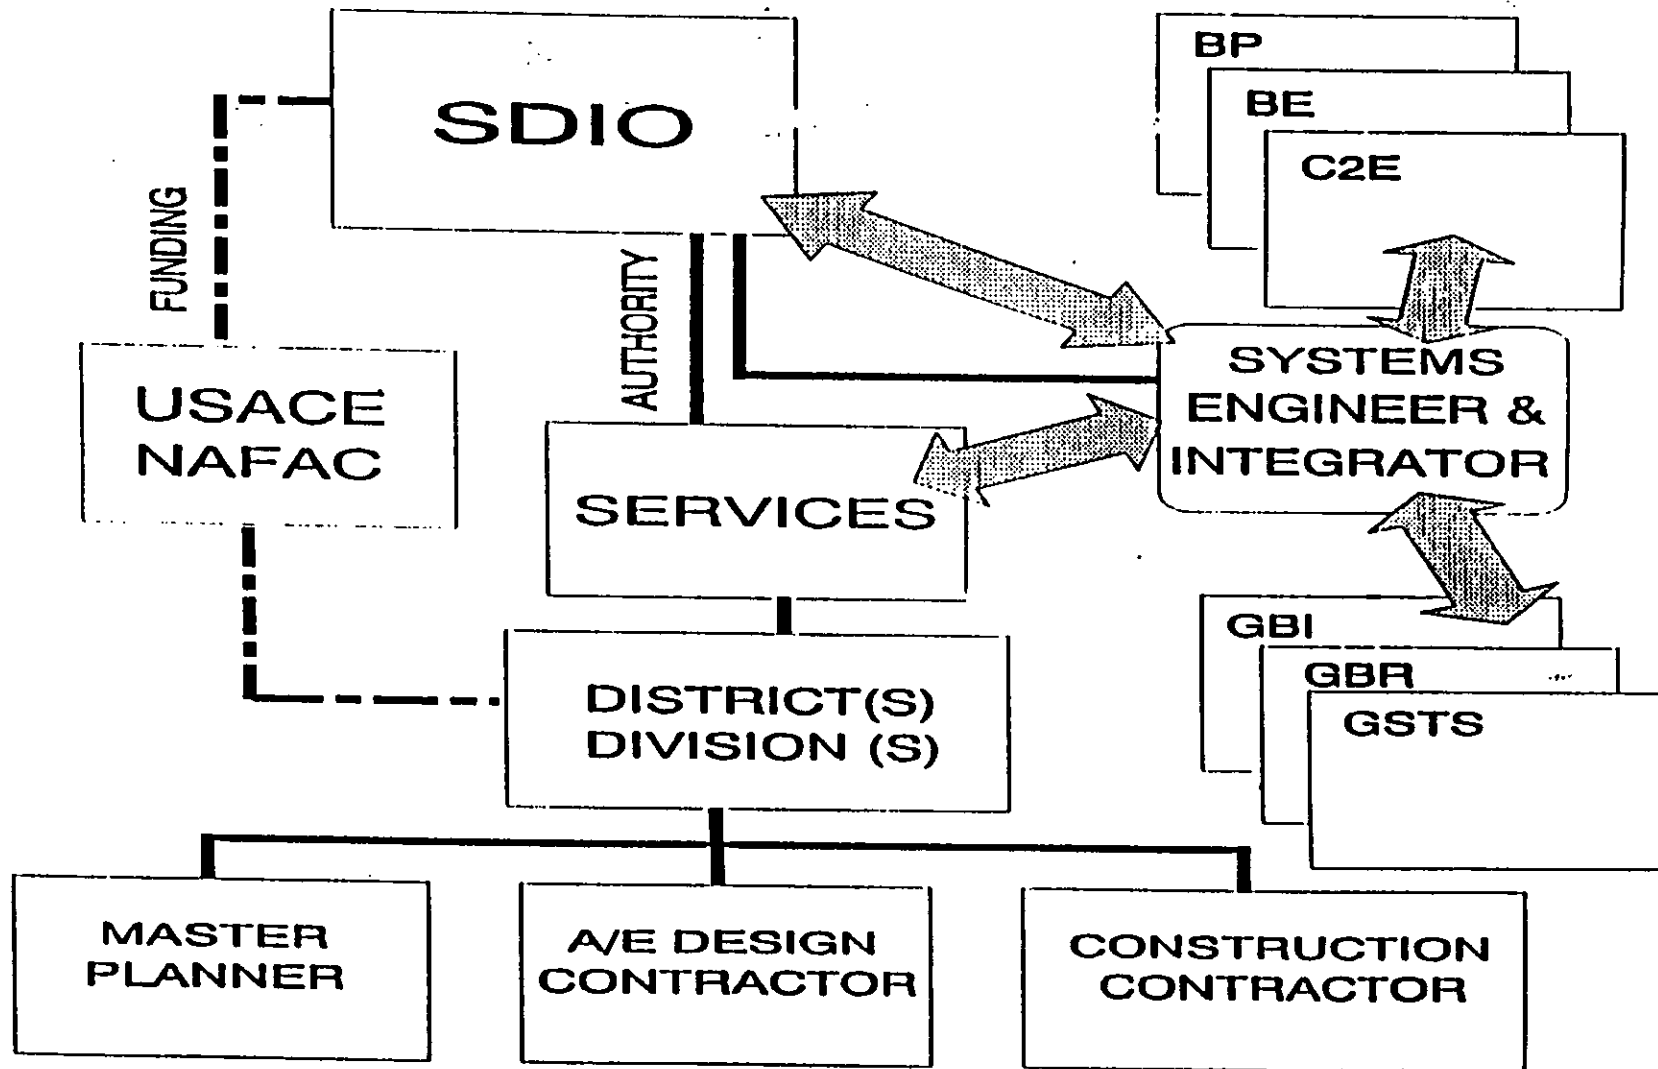 SDIO
BP
BE
C2E
FUNDING
AUTHORITY
USACE
NAFAC
SYSTEMS
ENGINEER &
INTEGRATOR
SERVICES
GBI
GBR
GSTS
DISTRICT(S)
DIVISION (S)
MASTER
PLANNER
A/E DESIGN
CONTRACTOR
CONSTRUCTION
CONTRACTOR